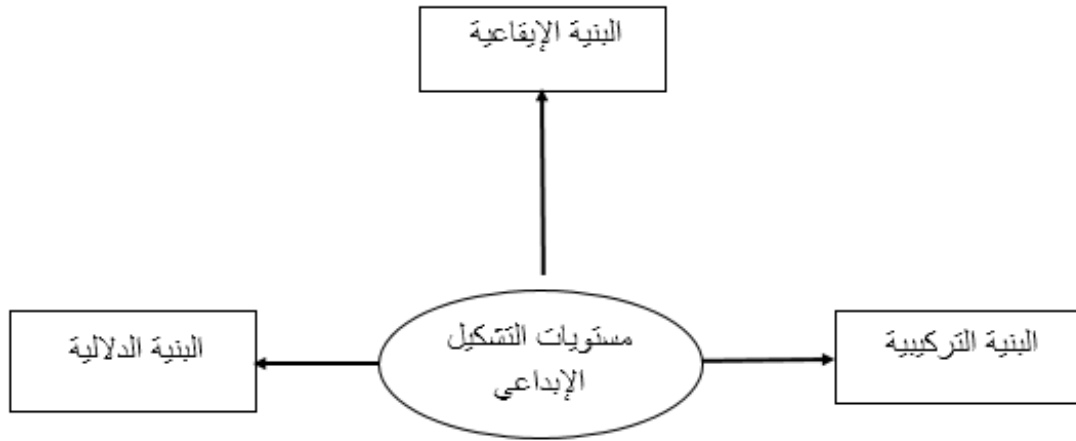 البنية الإيقاعية
مستويات التشكيل
الإبداعي
البنية التركيبية
البنية الدلالية